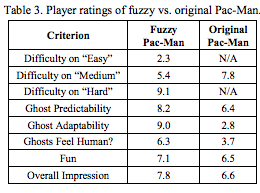 Table 3. Player ratings of fuzzy vs. original Pac-Man.
Criterion Fuzzy Pac-Man Original Pac-Man
Difficulty on "Easy" 2.3 N/A
Difficulty on "Medium" 5.4 7.8
Difficulty on "Hard" 9.1 N/A
Ghost Predictability 8.2 6.4
Ghost Adaptability 9.0 2.8
Ghosts Feel Human? 6.3 3.7
Fun 7.1 6.5
Overall Impression 7.8 6.6